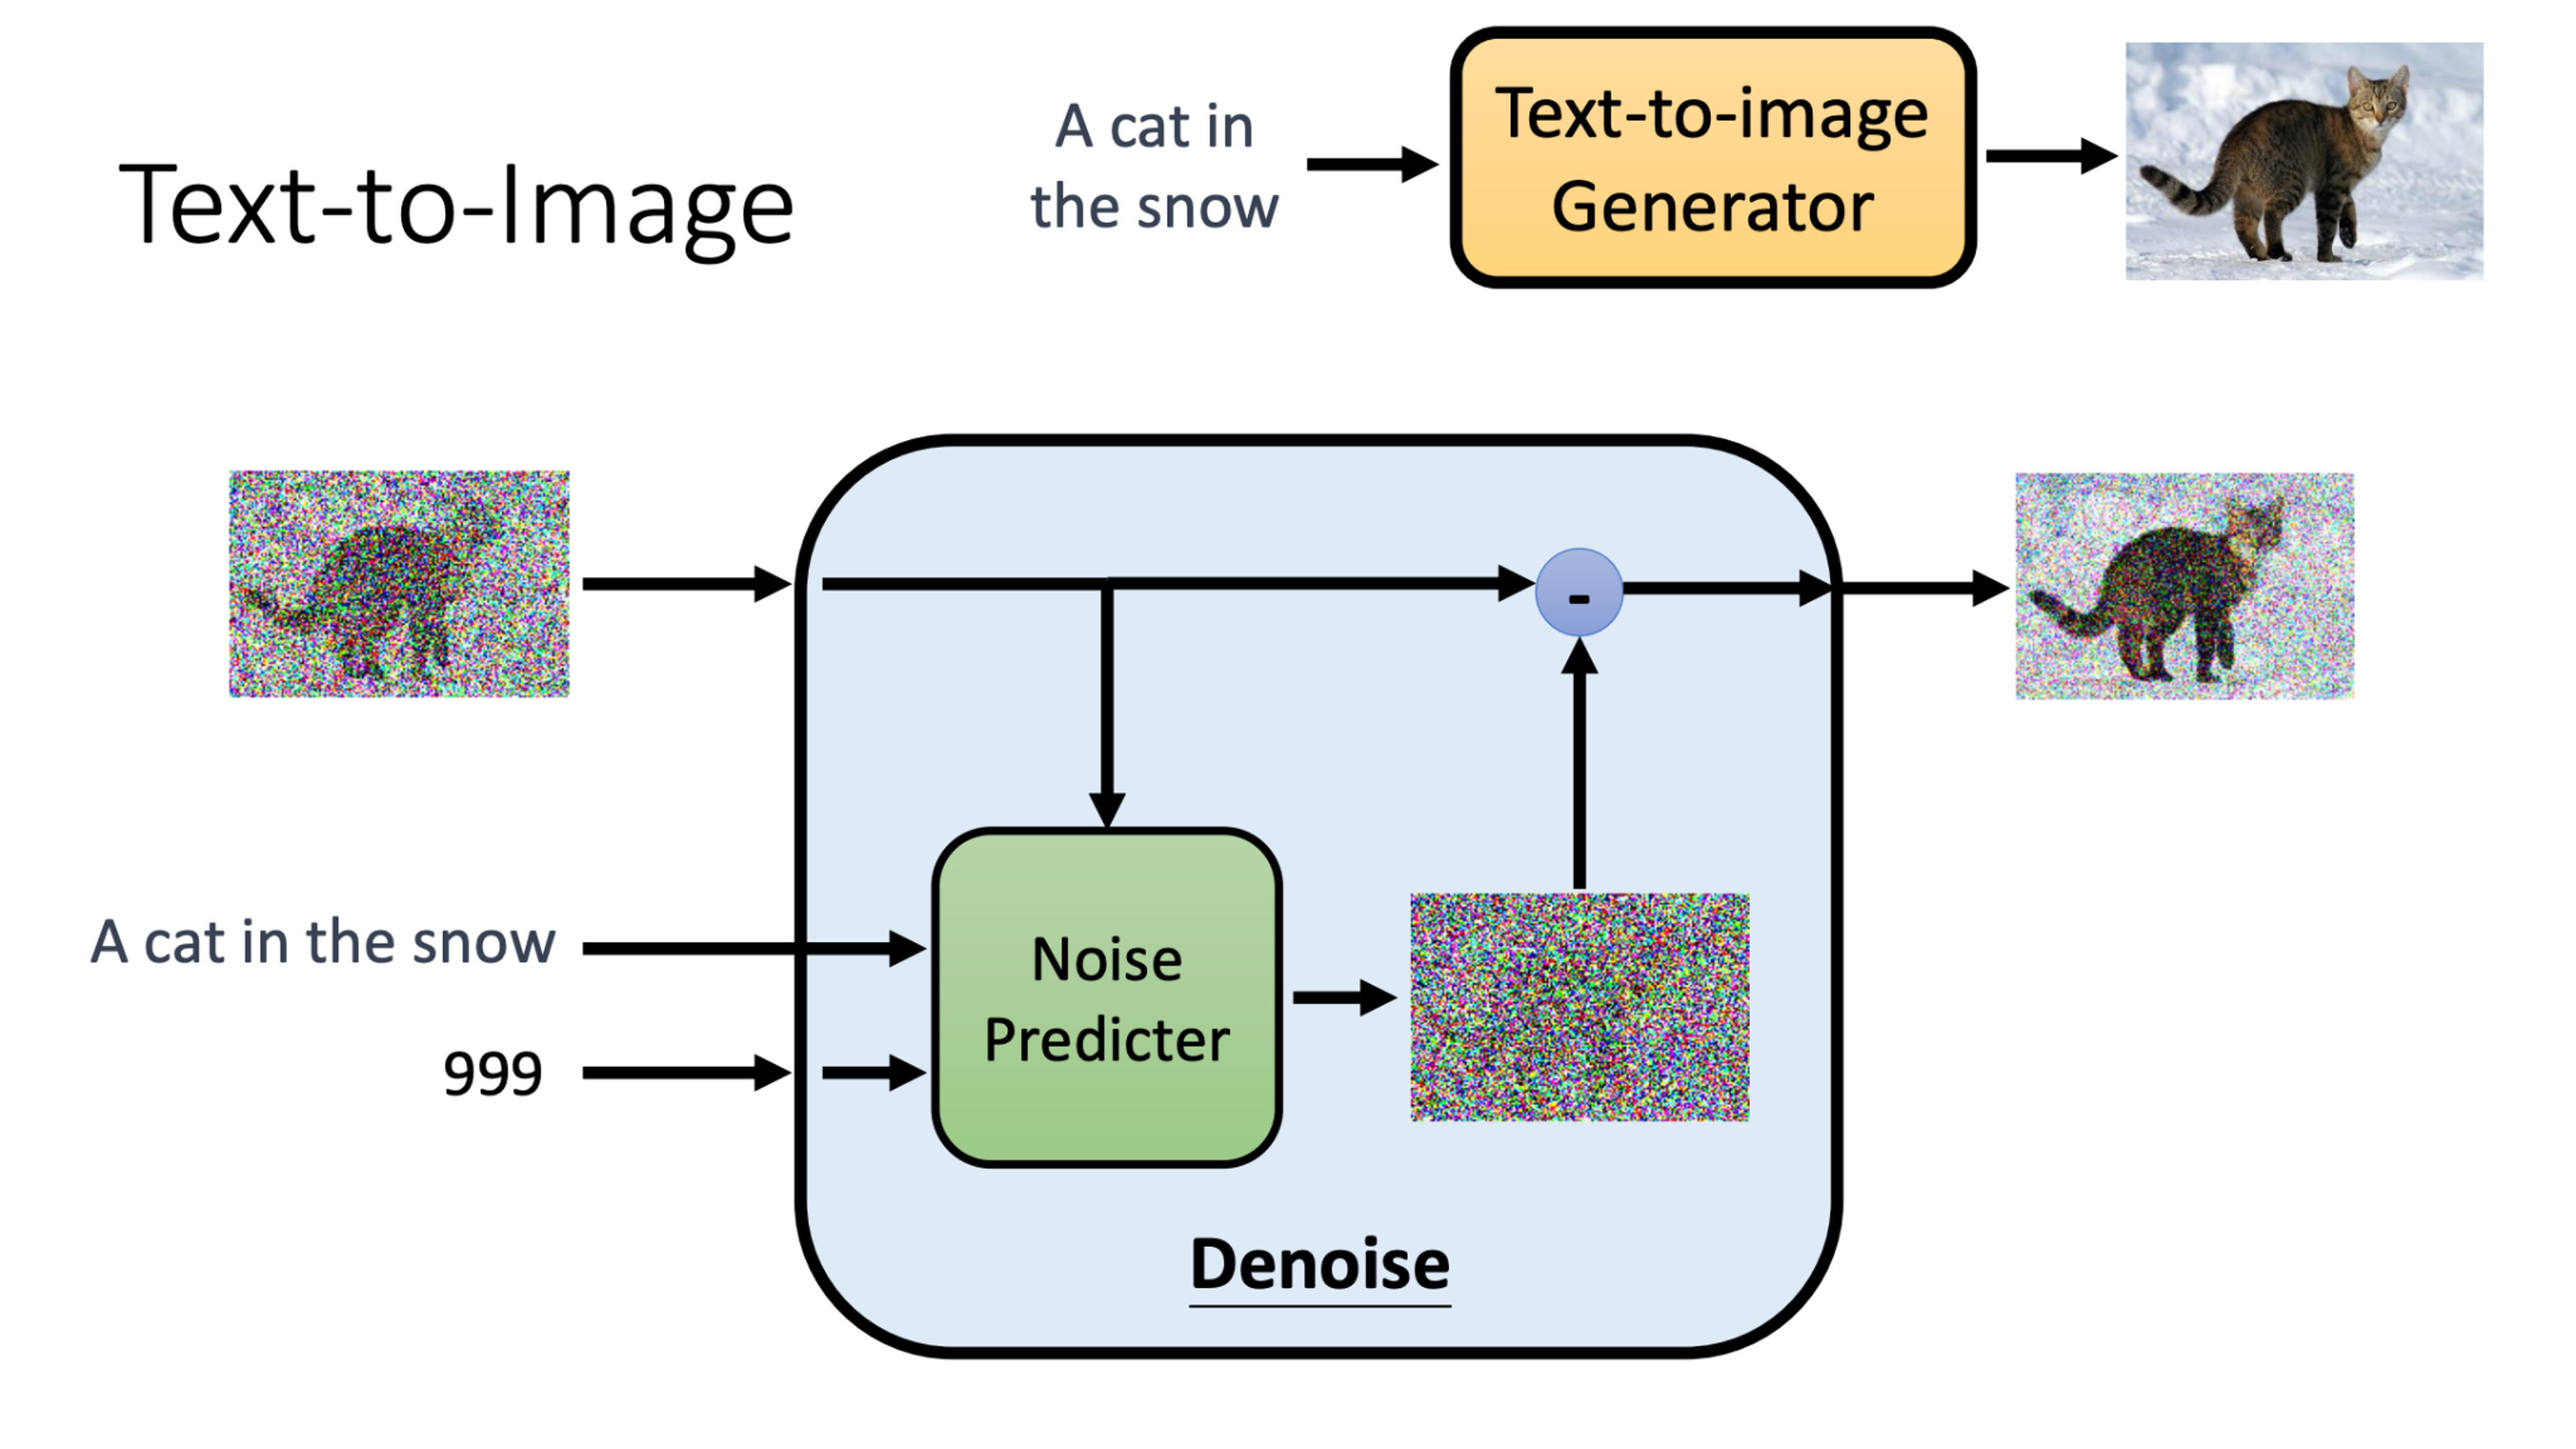 Text-to-Image
A cat in
the snow
Text-to-image
Generator
-
A cat in the snow
999
Noise
Predicter
Denoise